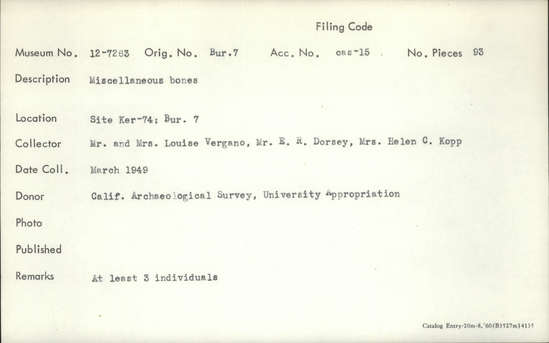 Filing Code
Museum No. 12-7263 Orig. No. Bur.7 Acc. No. cas-15 No. Pieces 93
Description Miscellaneous bones
Location Site Ker-74: Bur. 7
Collector Mr. and Mrs. Louise Vergano, Mr. E. R. Dorsey, Mrs. Helen C. Kopp
Date Coll. March 1949
Donor Calif. Archaeological Survey, University Appropriation
Photo
Published
Remarks At least 3 individuals
Catalog Entry-20m-8,'60(B)